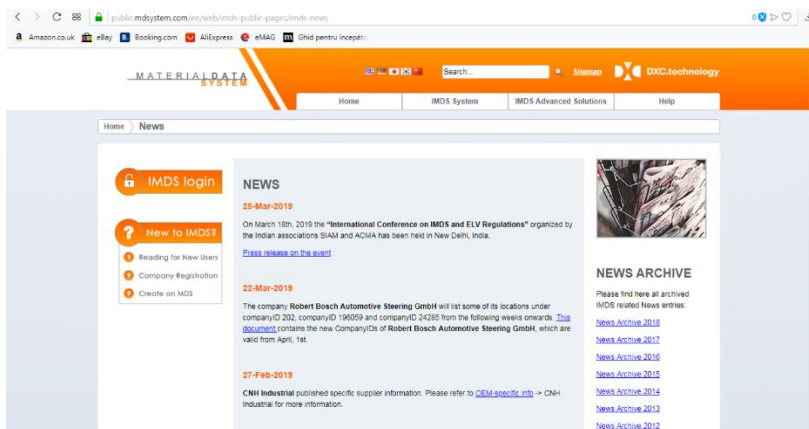 public.mdsystem.com/en/web/imds-public-pages/imds-news
0
Amazon.co.uk eBay Booking.com AliExpress eMAG Ghid pentru începăto
MATERIAL DATA
SYSTEM
Search...
Sitemap
DXC.technology
Home IMDS System IMDS Advanced Solutions Help
Home News
IMDS login
New to IMDS?
Reading for New Users
Company Registration
Create an MDS
NEWS
25-Mar-2019
On March 18th, 2019 the "International Conference on IMDS and ELV Regulations" organized by
the Indian associations SIAM and ACMA has been held in New Delhi, India.
Press release on the event
22-Mar-2019
The company Robert Bosch Automotive Steering GmbH will list some of its locations under
companyID 202, companyID 196059 and companyID 24285 from the following weeks onwards. This
document contains the new CompanyIDs of Robert Bosch Automotive Steering GmbH, which are
valid from April, 1st.
27-Feb-2019
CNH Industrial published specific supplier information. Please refer to OEM-specific info -> CNH
Industrial for more information.
NEWS ARCHIVE
Please find here all archived
IMDS related News entries:
News Archive 2018
News Archive 2017
News Archive 2016
News Archive 2015
News Archive 2014
News Archive 2013
News Archive 2012